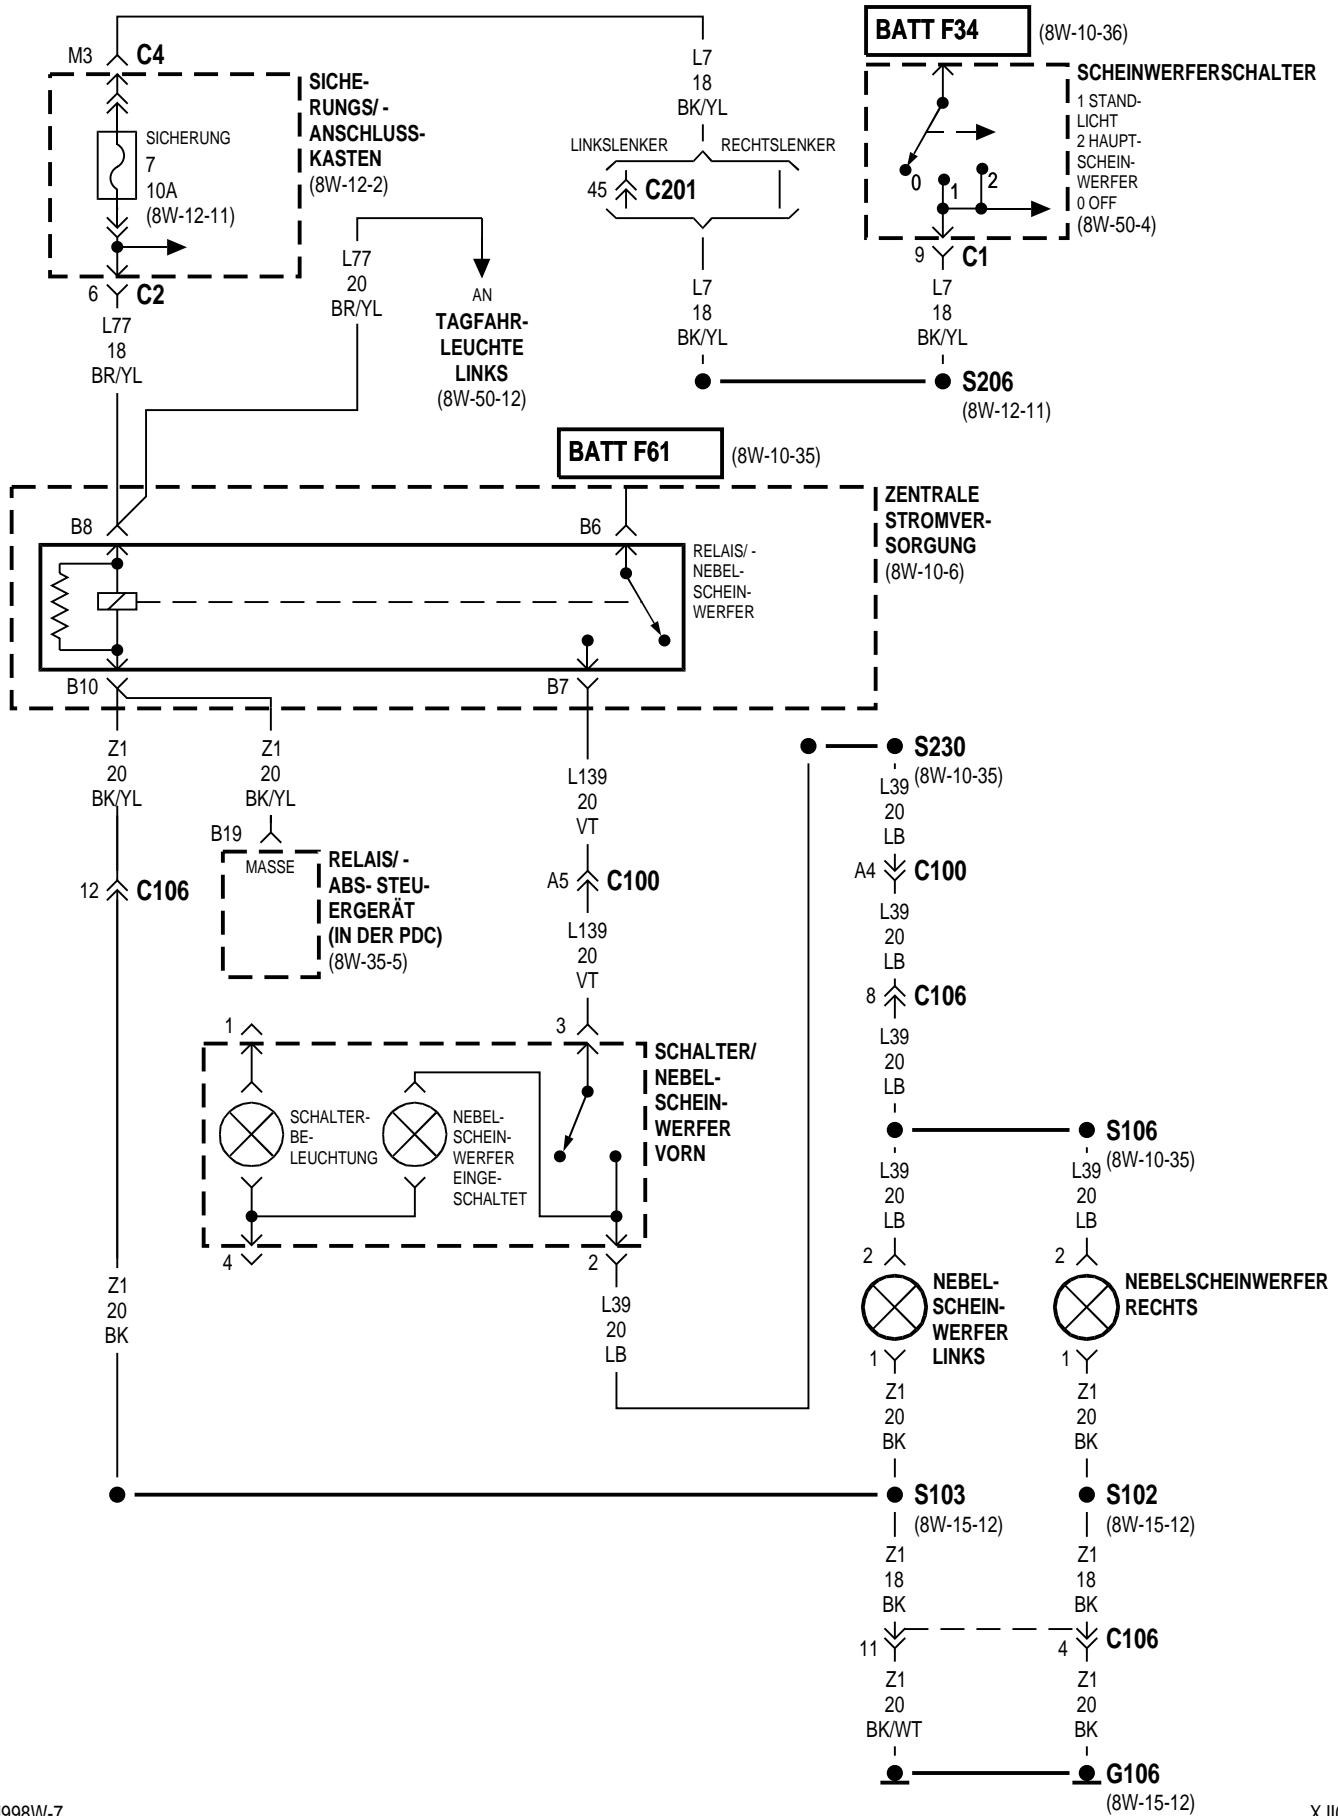 M3 C4
SICHE-
RUNGS/ -
ANSCHLUSS-
KASTEN
(8W-12-2)
SICHERUNG
7
10A
(8W-12-11)
6 C2
L77
18
BR/YL
L77
20
BR/YL
AN
TAGFAHR-
LEUCHTE
LINKS
(8W-50-12)
L7
18
BK/YL
LINKSLENKER RECHTSLENKER
45 C201
L7
18
BK/YL
BATT F34 (8W-10-36)
SCHEINWERFERSCHALTER
1 STAND-
LICHT
2 HAUPT-
SCHEIN-
WERFER
0 OFF
(8W-50-4)
0
1
2
9 C1
L7
18
BK/YL
S206
(8W-12-11)
BATT F61 (8W-10-35)
ZENTRALE
STROMVER-
SORGUNG
(8W-10-6)
B8 B6
RELAIS/ -
NEBEL-
SCHEIN-
WERFER
B10 B7
Z1
20
BK/YL
Z1
20
BK/YL
B19
MASSE
RELAIS/ -
ABS- STEU-
ERGERÄT
(IN DER PDC)
(8W-35-5)
12 C106
L139
20
VT
A5 C100
L139
20
VT
S230
(8W-10-35)
L39
20
LB
A4 C100
L39
20
LB
8 C106
L39
20
LB
1 3
SCHALTER/
NEBEL-
SCHEIN-
WERFER
VORN
SCHALTER-
BE-
LEUCHTUNG
NEBEL-
SCHEIN-
WERFER
EINGE-
SCHALTET
4 2
Z1
20
BK
L39
20
LB
S106
(8W-10-35)
L39
20
LB
L39
20
LB
2 2
NEBEL-
SCHEIN-
WERFER
LINKS
NEBELSCHEINWERFER
RECHTS
1 1
Z1
20
BK
Z1
20
BK
S103
(8W-15-12)
S102
(8W-15-12)
Z1
18
BK
Z1
18
BK
11 4 C106
Z1
20
BK/WT
Z1
20
BK
G106
(8W-15-12)